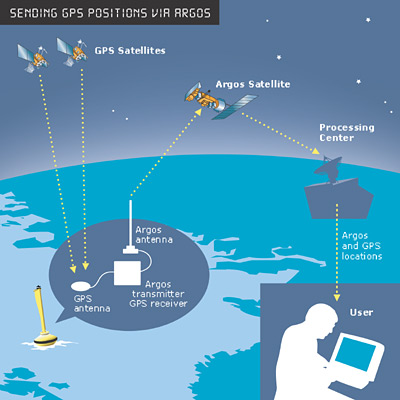 SENDING GPS POSITIONS VIA ARGOS
GPS Satellites
Argos Satellite
Processing
Center
Argos
antenna
Argos
and GPS
locations
GPS
antenna
Argos
transmitter
GPS receiver
User